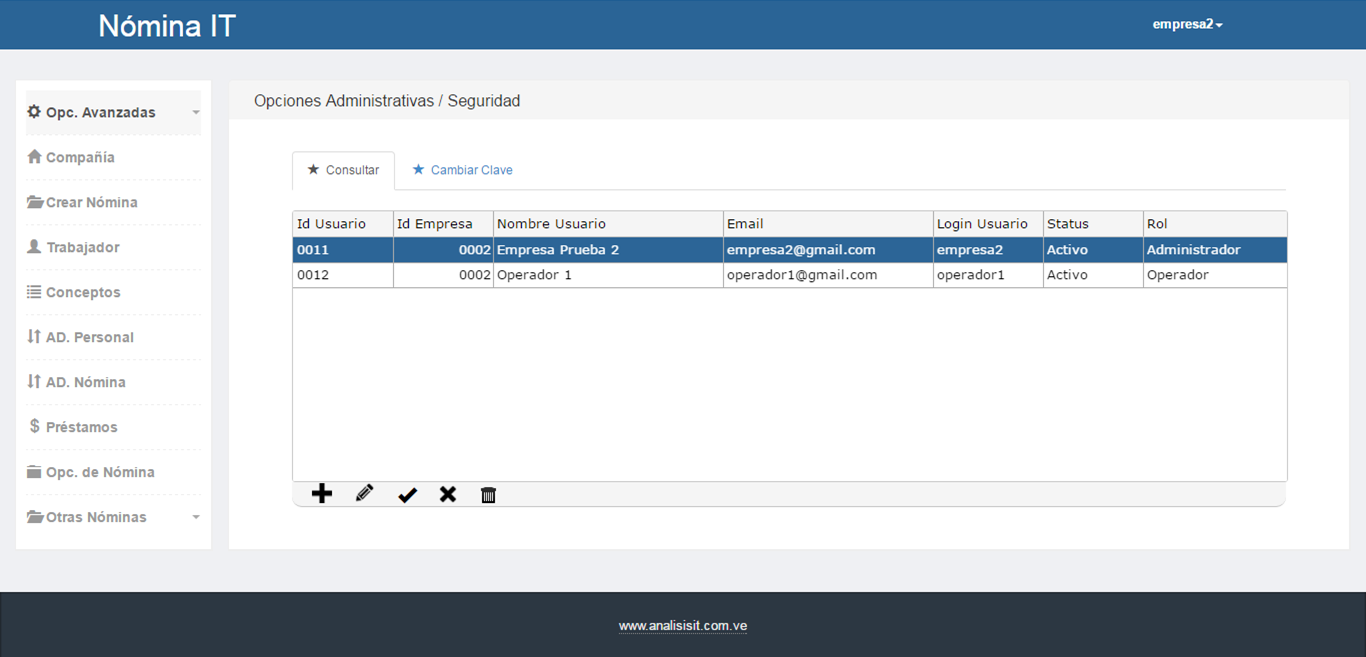 Nómina IT
empresa2
Opc. Avanzadas
Compañía
Crear Nómina
Trabajador
Conceptos
AD. Personal
AD. Nómina
$ Préstamos
Opc. de Nómina
Otras Nóminas
Opciones Administrativas / Seguridad
Consultar Cambiar Clave
Id Usuario Id Empresa Nombre Usuario Email Login Usuario Status Rol
0011 0002 Empresa Prueba 2 empresa2@gmail.com empresa2 Activo Administrador
0012 0002 Operador 1 operador1@gmail.com operador1 Activo Operador
www.analisisit.com.ve